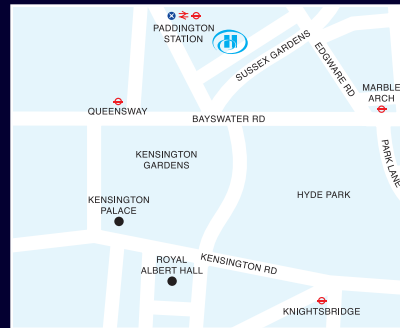 PADDINGTON
STATION
SUSSEX GARDENS
EDGWARE RD
MARBLE
ARCH
QUEENSWAY
BAYSWATER RD
PARK LANE
KENSINGTON
GARDENS
HYDE PARK
KENSINGTON
PALACE
ROYAL
ALBERT HALL
KENSINGTON RD
KNIGHTSBRIDGE